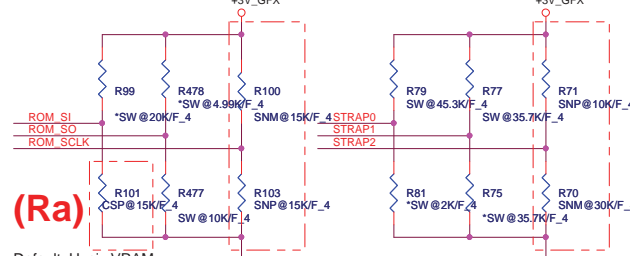 +3V_GFX +3V_GFX
R99 R478 R100 R79 R77 R71
*SW@20K/F_4 *SW@4.99K/F_4 SNM@15K/F_4 SW@45.3K/F_4 SW@35.7K/F_4 SNP@10K/F_4
ROM_SI STRAP0
ROM_SO STRAP1
ROM_SCLK STRAP2
R101 R477 R103 R81 R75 R70
CSP@15K/F_4 SW@10K/F_4 SNP@15K/F_4 *SW@2K/F_4 *SW@35.7K/F_4 SNM@30K/F_4
(Ra)